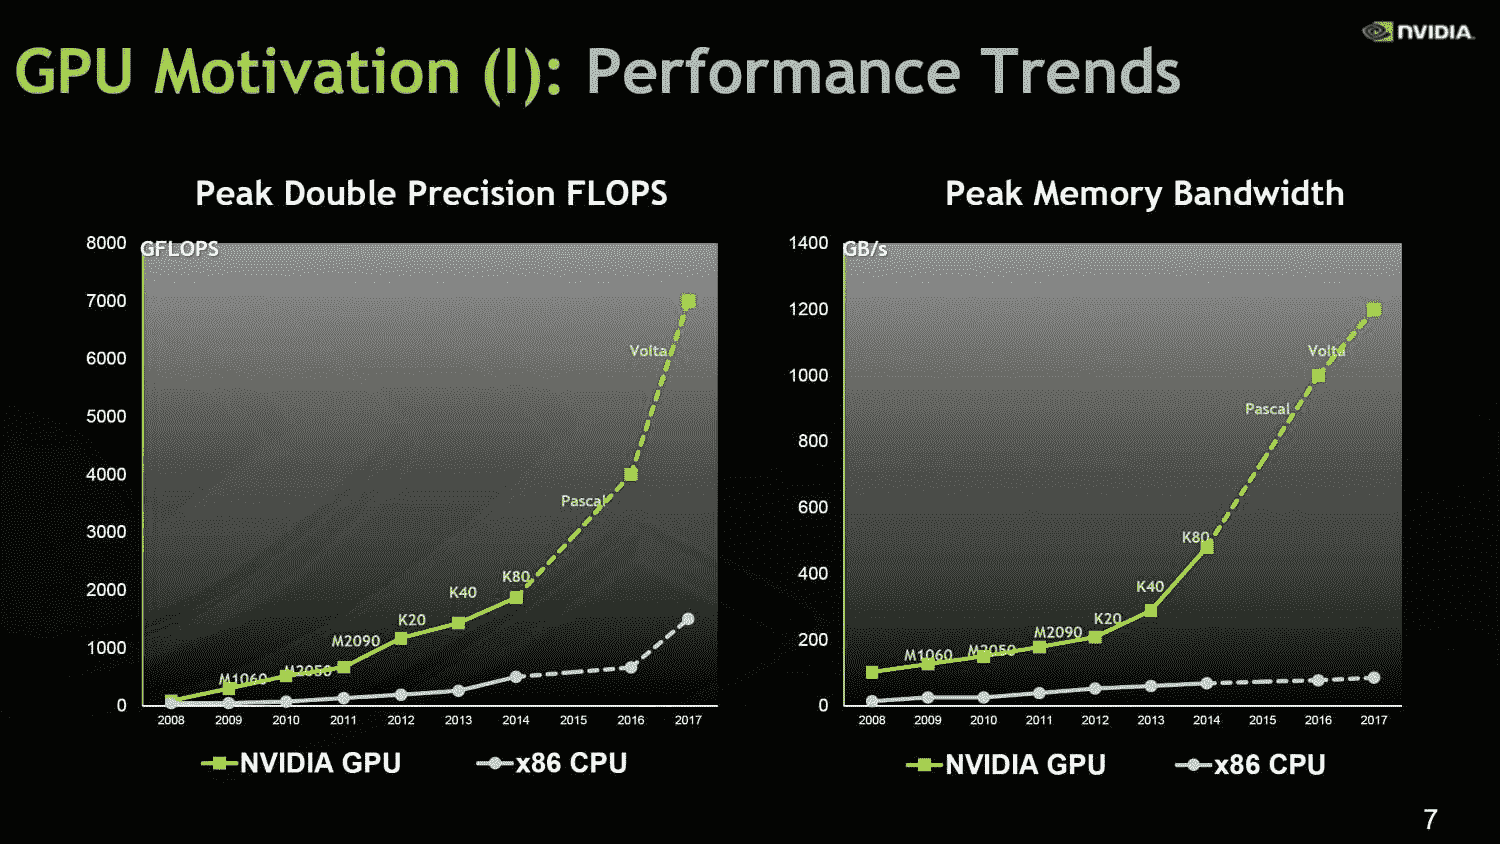 NVIDIA
GPU Motivation (I): Performance Trends
Peak Double Precision FLOPS
8000
GFLOPS
7000
6000
5000
4000
3000
2000
1000
0
Volta
Pascal
K80
K40
K20
M2090
M2050
M1060
2008 2009 2010 2011 2012 2013 2014 2015 2016 2017
NVIDIA GPU x86 CPU
Peak Memory Bandwidth
1400
GB/s
1200
1000
800
600
400
200
0
Volta
Pascal
K80
K40
K20
M2090
M2050
M1060
2008 2009 2010 2011 2012 2013 2014 2015 2016 2017
NVIDIA GPU x86 CPU
7